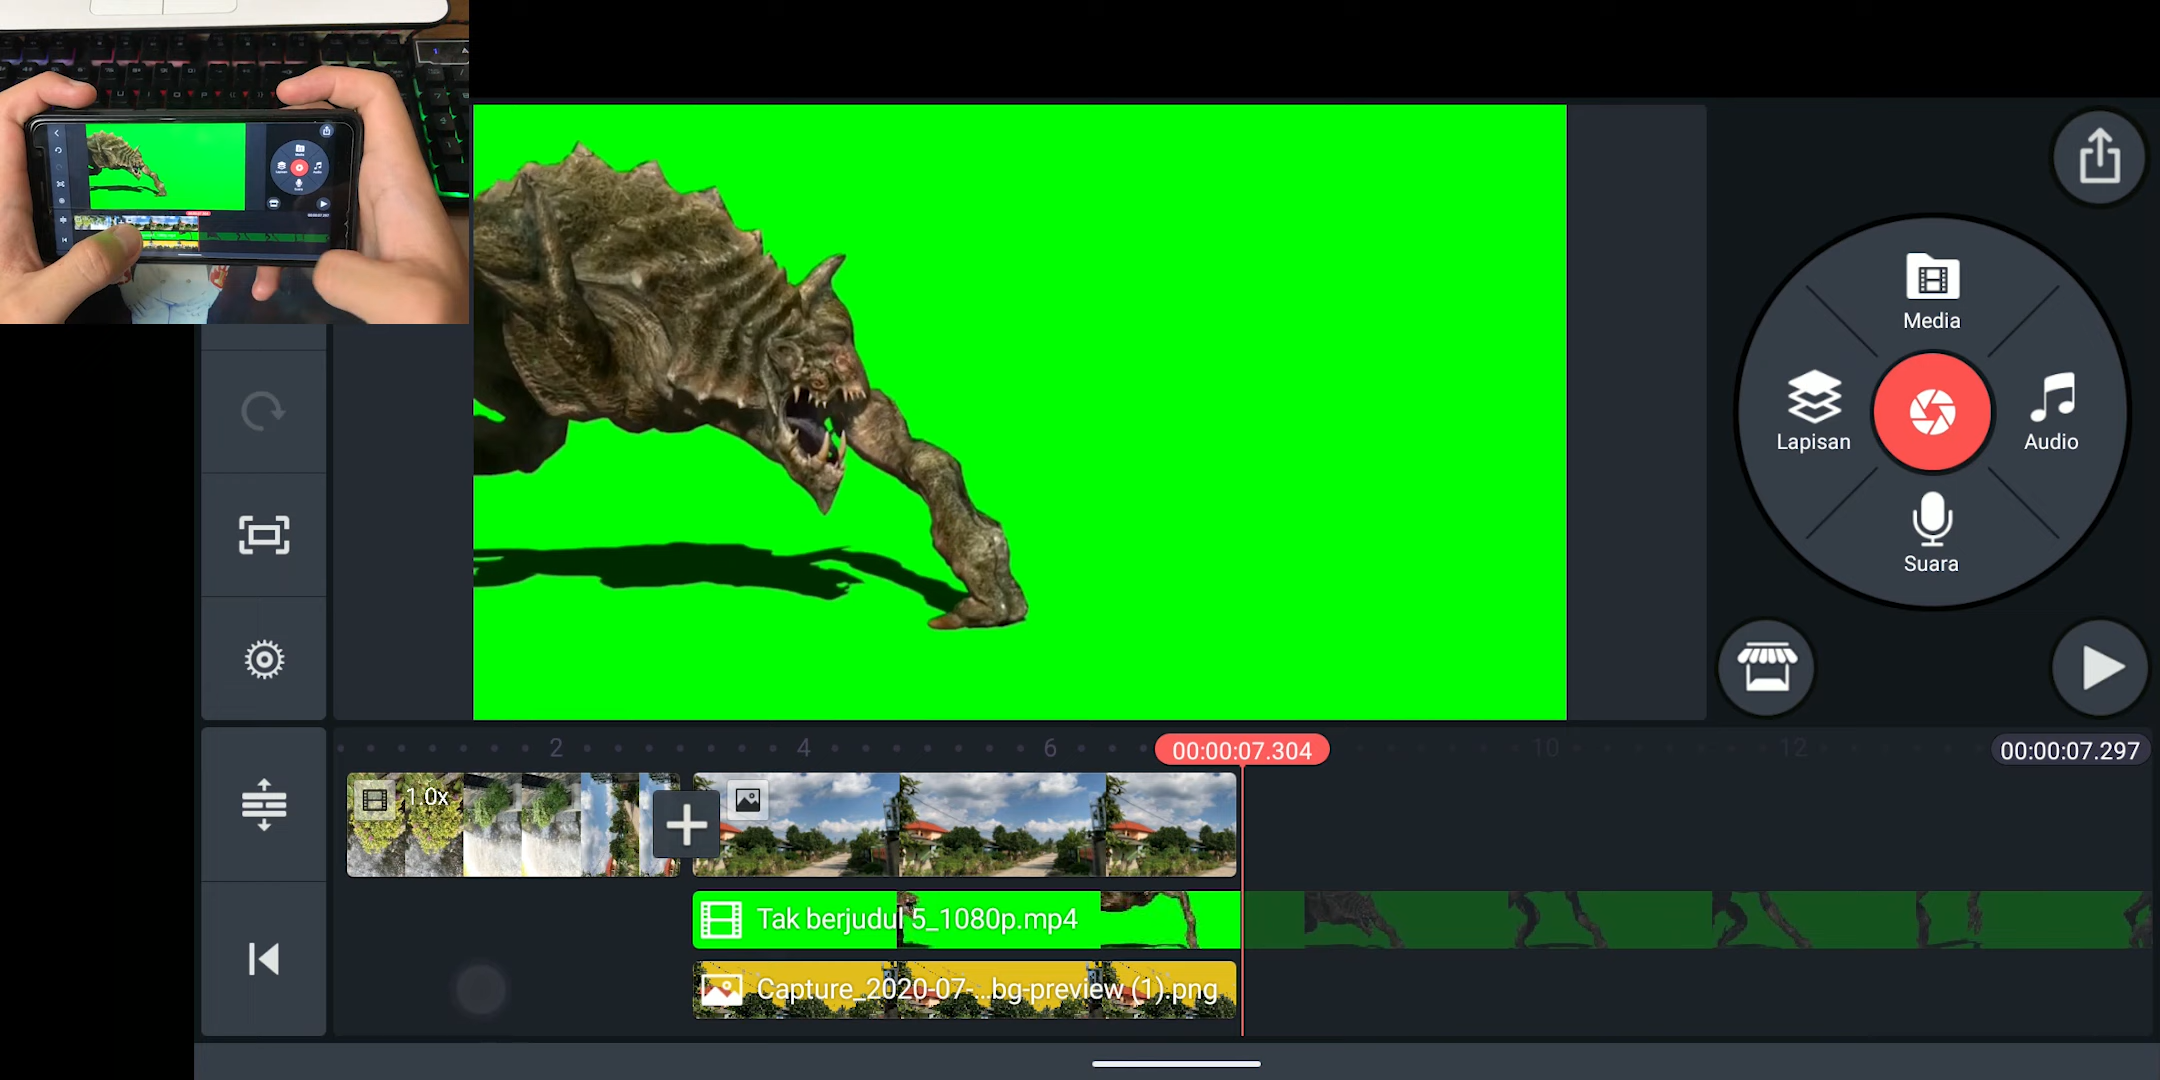 Media
Lapisan
Audio
Suara
2
4
6
00:00:07.304
10
12
00:00:07.297
1.0x
Tak berjudul 5_1080p.mp4
Capture_2020-07-...bg-preview (1).png